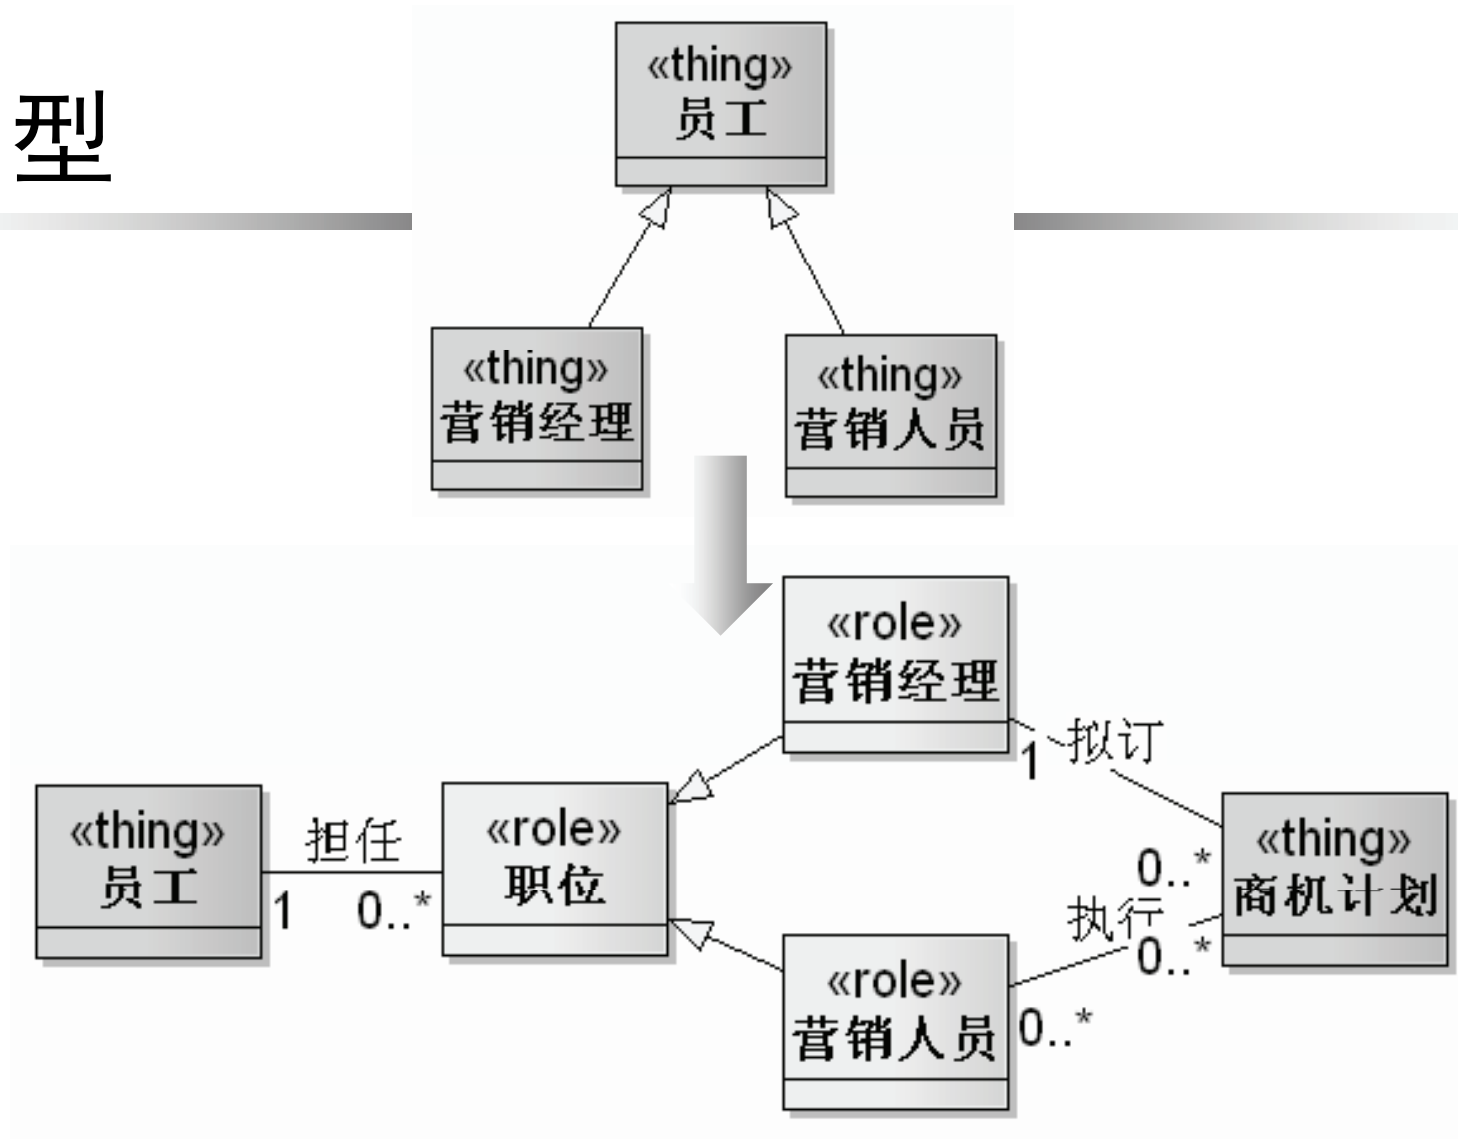 型
«thing»
员工
«thing»
营销经理
«thing»
营销人员
«role»
营销经理
1
拟订
«thing»
员工
担任
1
0..*
«role»
职位
0..*
«thing»
商机计划
执行
0..*
«role»
营销人员
0..*